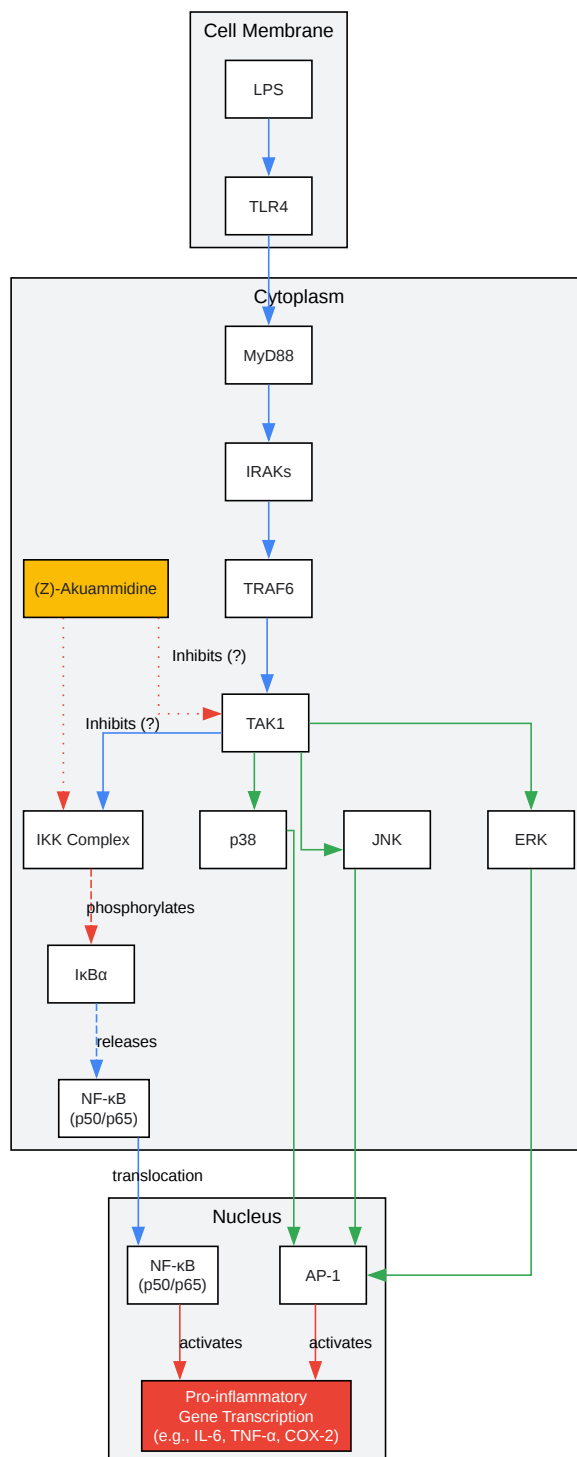 Cell Membrane
LPS
TLR4
Cytoplasm
MyD88
IRAKs
(Z)-Akuammidine
TRAF6
Inhibits (?)
TAK1
Inhibits (?)
IKK Complex
p38
JNK
ERK
phosphorylates
IκBα
releases
NF-κB
(p50/p65)
translocation
Nucleus
NF-κB
(p50/p65)
AP-1
activates
activates
Pro-inflammatory
Gene Transcription
(e.g., IL-6, TNF-α, COX-2)